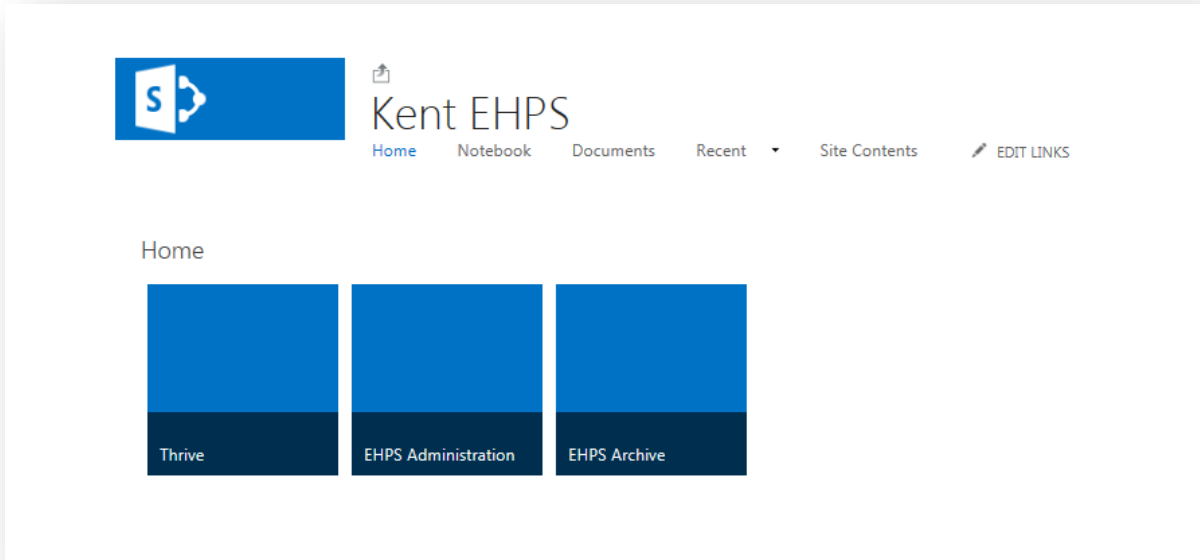 S
Kent EHPS
Home Notebook Documents Recent Site Contents EDIT LINKS
Home
Thrive EHPS Administration EHPS Archive